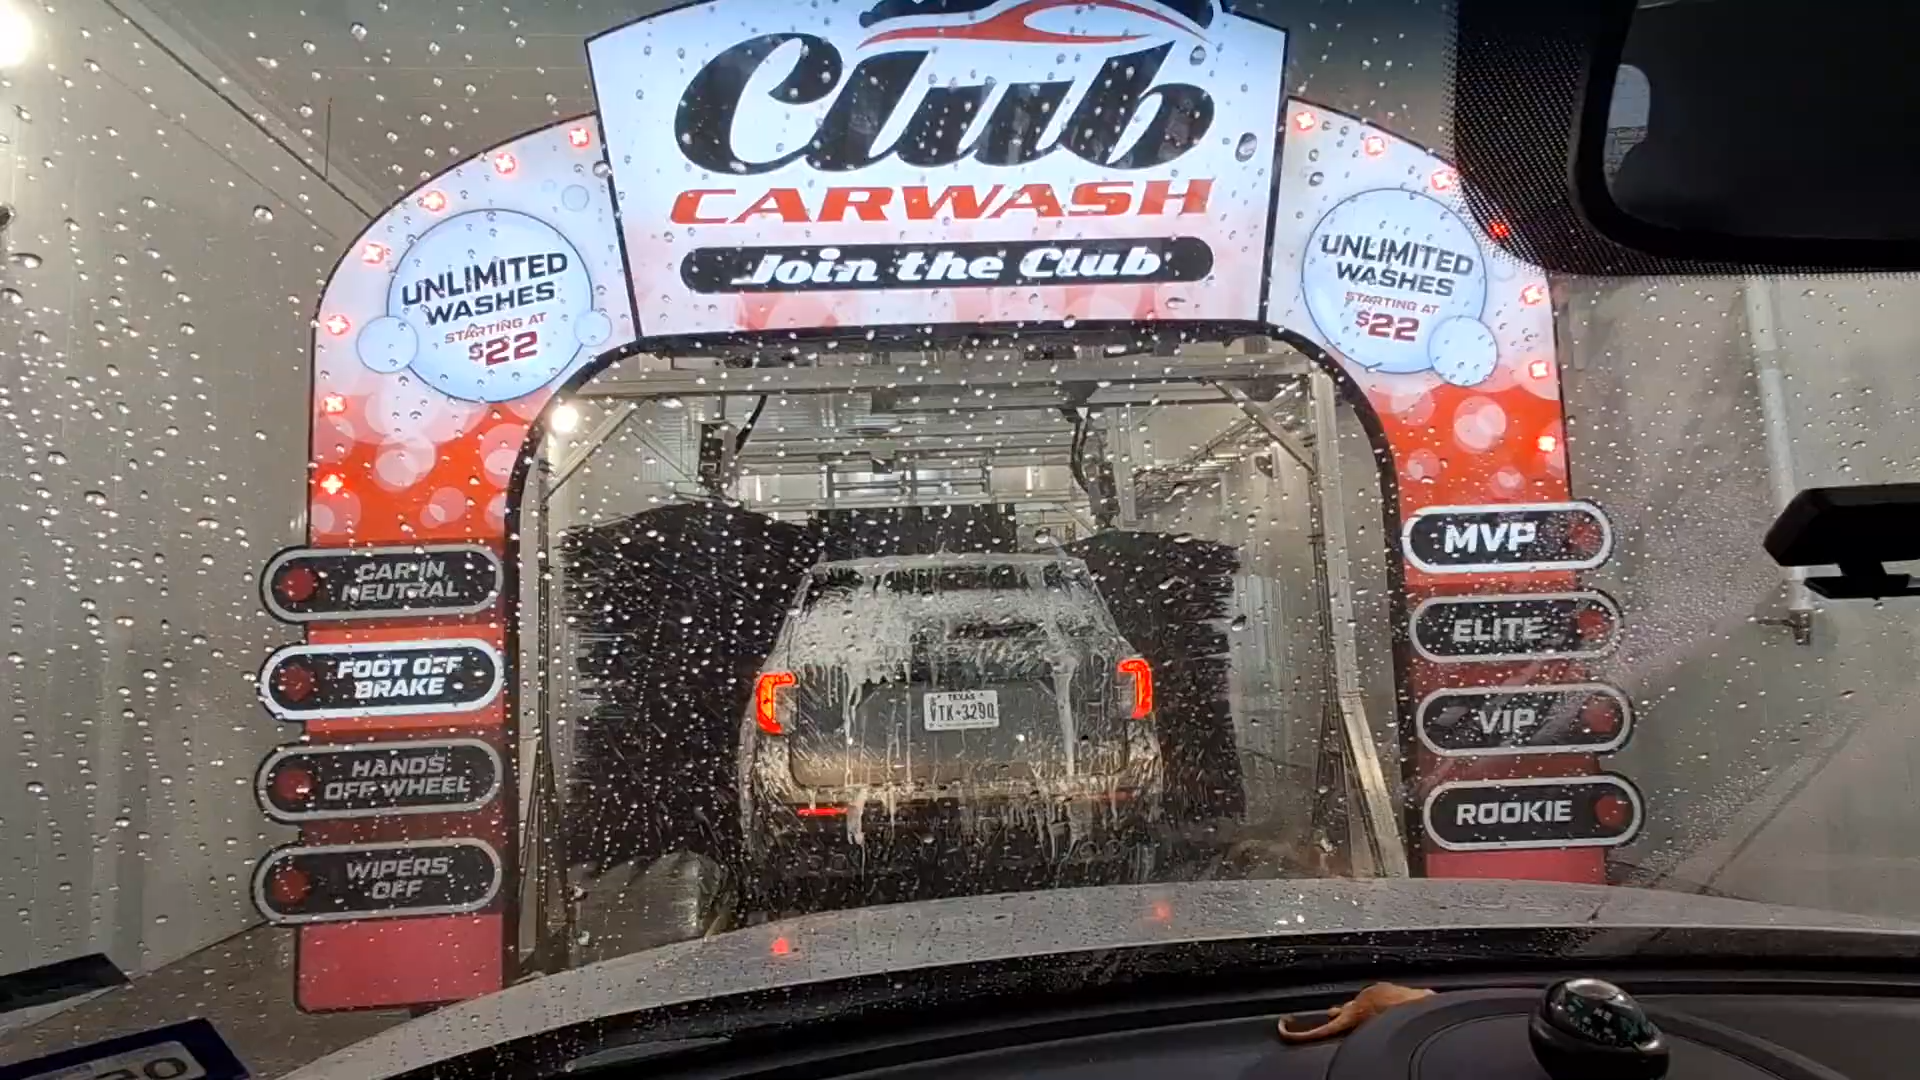 Club
CARWASH
Join the Club
UNLIMITED
WASHES
STARTING AT
$22
UNLIMITED
WASHES
STARTING AT
$22
CAR IN
NEUTRAL
FOOT OFF
BRAKE
HANDS
OFF WHEEL
WIPERS
OFF
MVP
ELITE
VIP
ROOKIE
TEXAS
VTK-3290